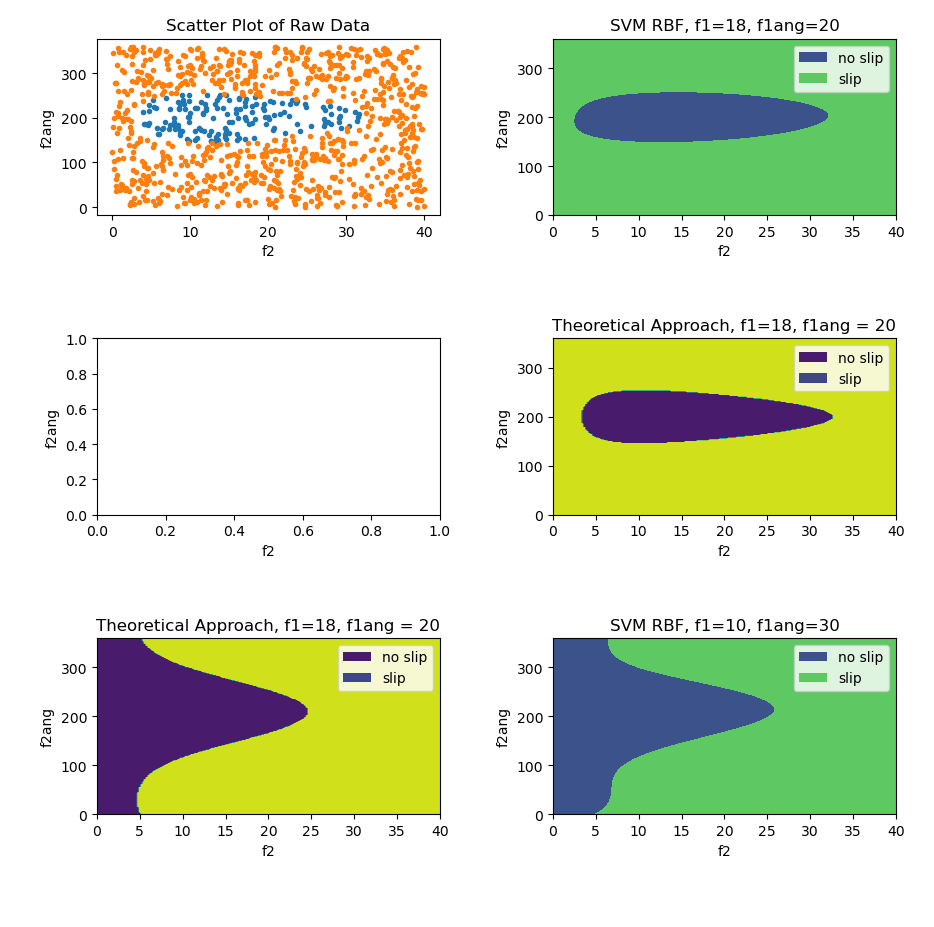 Scatter Plot of Raw Data
f2ang
300
200
100
0
0 10 20 30 40
f2
SVM RBF, f1=18, f1ang=20
no slip
slip
f2ang
300
200
100
0
0 5 10 15 20 25 30 35 40
f2
f2ang
1.0
0.8
0.6
0.4
0.2
0.0
0.0 0.2 0.4 0.6 0.8 1.0
f2
Theoretical Approach, f1=18, f1ang = 20
no slip
slip
f2ang
300
200
100
0
0 5 10 15 20 25 30 35 40
f2
Theoretical Approach, f1=18, f1ang = 20
no slip
slip
f2ang
300
200
100
0
0 5 10 15 20 25 30 35 40
f2
SVM RBF, f1=10, f1ang=30
no slip
slip
f2ang
300
200
100
0
0 5 10 15 20 25 30 35 40
f2